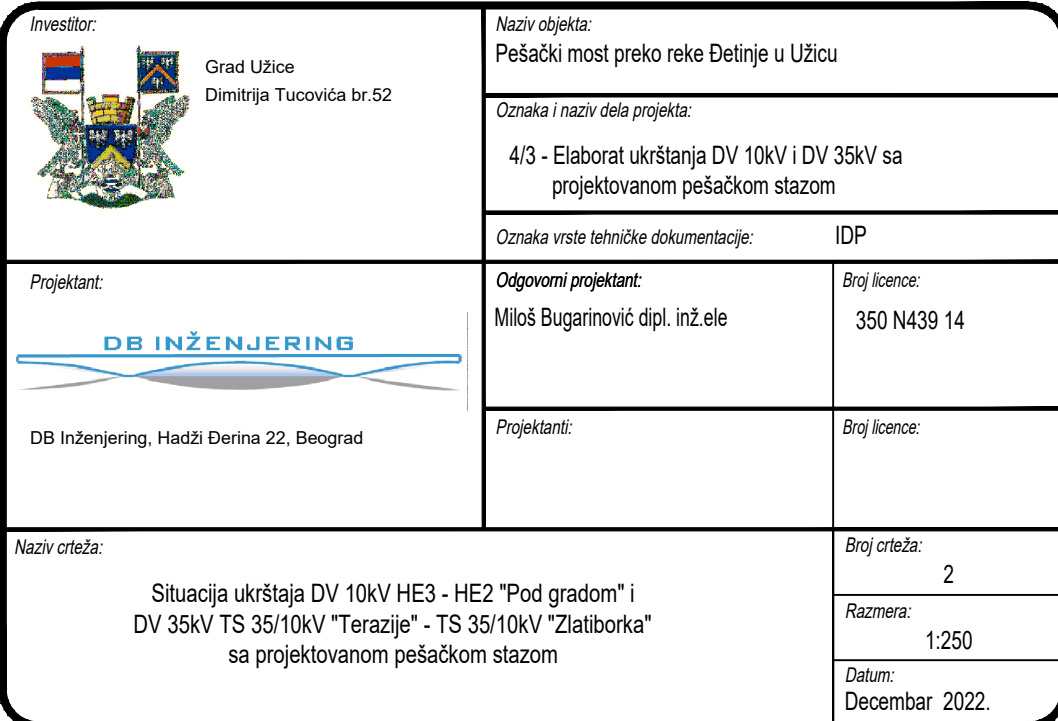 Investitor:
Grad Užice
Dimitrija Tucovića br.52
Naziv objekta:
Pešački most preko reke Đetinje u Užicu
Oznaka i naziv dela projekta:
4/3 - Elaborat ukrštanja DV 10kV i DV 35kV sa
projektovanom pešačkom stazom
Oznaka vrste tehničke dokumentacije:
IDP
Projektant:
DB INŽENJERING
DB Inženjering, Hadži Đerina 22, Beograd
Odgovorni projektant:
Miloš Bugarinović dipl. inž.ele
Broj licence:
350 N439 14
Projektanti:
Broj licence:
Naziv crteža:
Situacija ukrštaja DV 10kV HE3 - HE2 "Pod gradom" i
DV 35kV TS 35/10kV "Terazije" - TS 35/10kV "Zlatiborka"
sa projektovanom pešačkom stazom
Broj crteža:
2
Razmera:
1:250
Datum:
Decembar 2022.